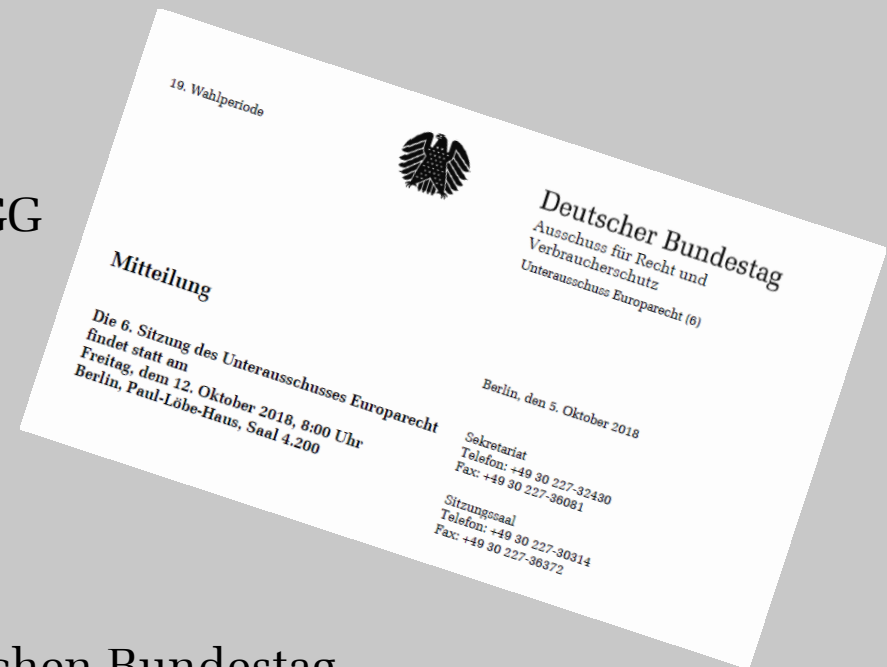 19. Wahlperiode
Deutscher Bundestag
Ausschuss für Recht und
Verbraucherschutz
Unterausschuss Europarecht (6)
Mitteilung
Die 6. Sitzung des Unterausschusses Europarecht
findet statt am
Freitag, dem 12. Oktober 2018, 8:00 Uhr
Berlin, Paul-Löbe-Haus, Saal 4.200
Berlin, den 5. Oktober 2018
Sekretariat
Telefon: +49 30 227-32430
Fax: +49 30 227-36081
Sitzungssaal
Telefon: +49 30 227-30314
Fax: +49 30 227-36372
Bundestag